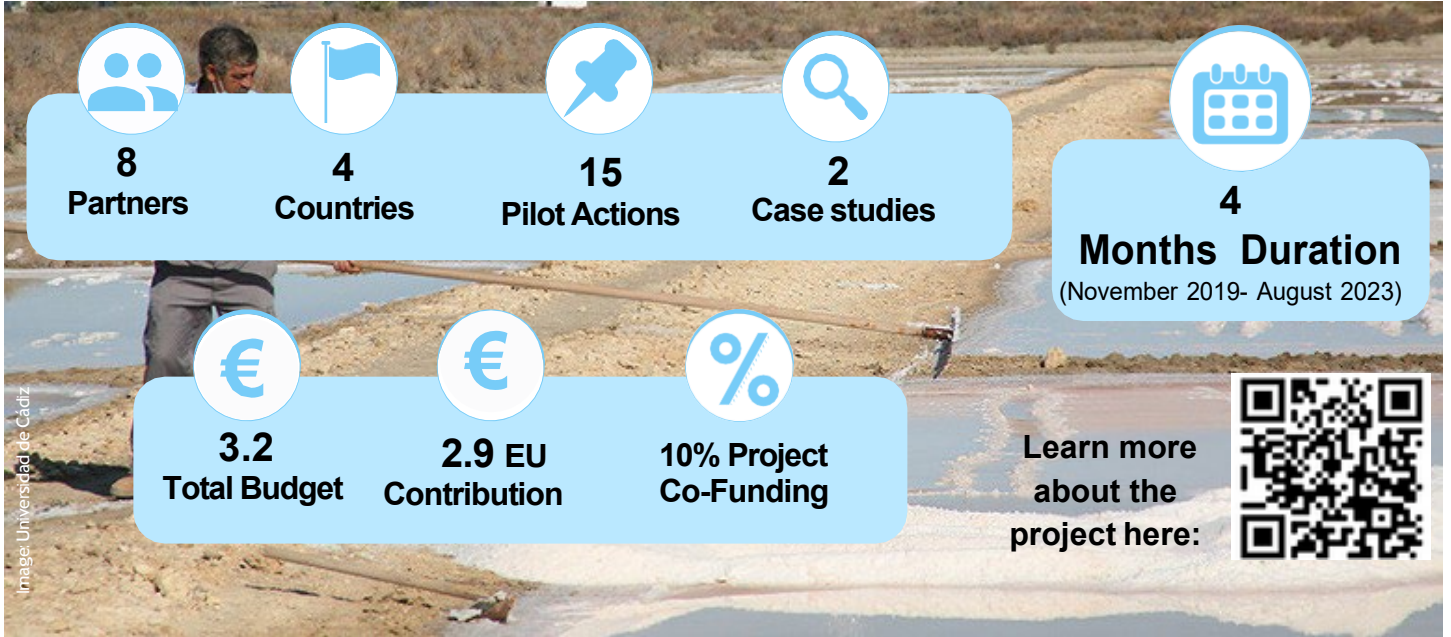 8
Partners
4
Countries
15
Pilot Actions
2
Case studies
4
Months Duration
(November 2019- August 2023)
€
3.2
Total Budget
€
2.9 EU
Contribution
%
10% Project
Co-Funding
Learn more
about the
project here:
Image: Universidad de Cádiz